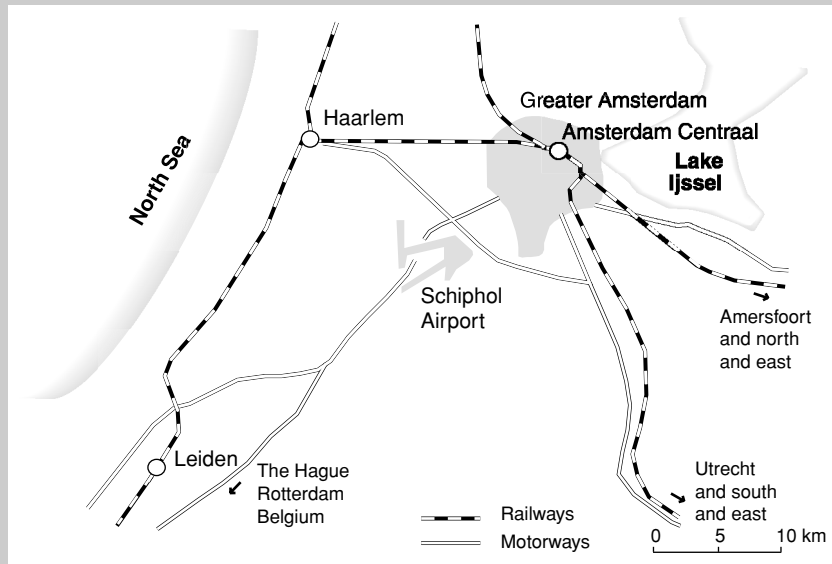 Greater Amsterdam
Haarlem
Amsterdam Centraal
Lake
Ijssel
North Sea
Schiphol
Airport
Amersfoort
and north
and east
Leiden
The Hague
Rotterdam
Belgium
Utrecht
and south
and east
Railways
Motorways
0 5 10 km